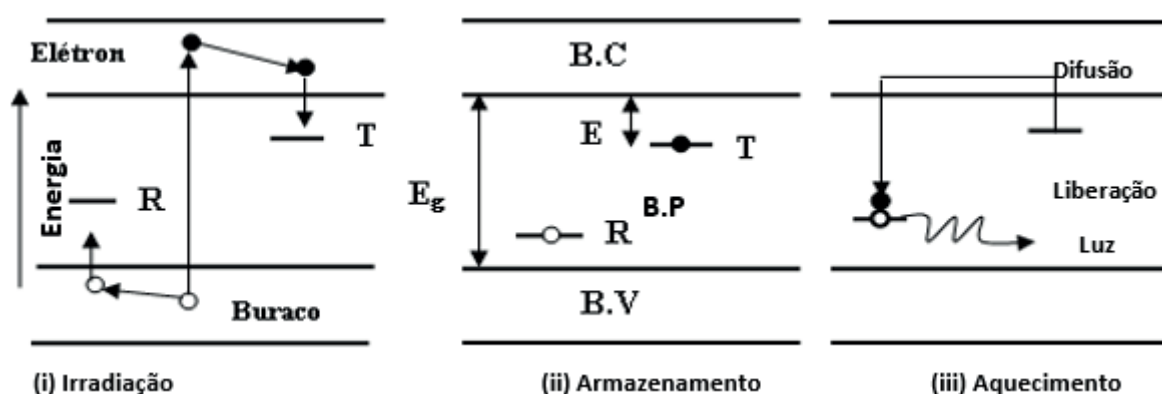 Elétron
T
Energia
R
Buraco
(i) Irradiação
B.C
E
T
Eg
B.P
R
B.V
(ii) Armazenamento
Difusão
Liberação
Luz
(iii) Aquecimento